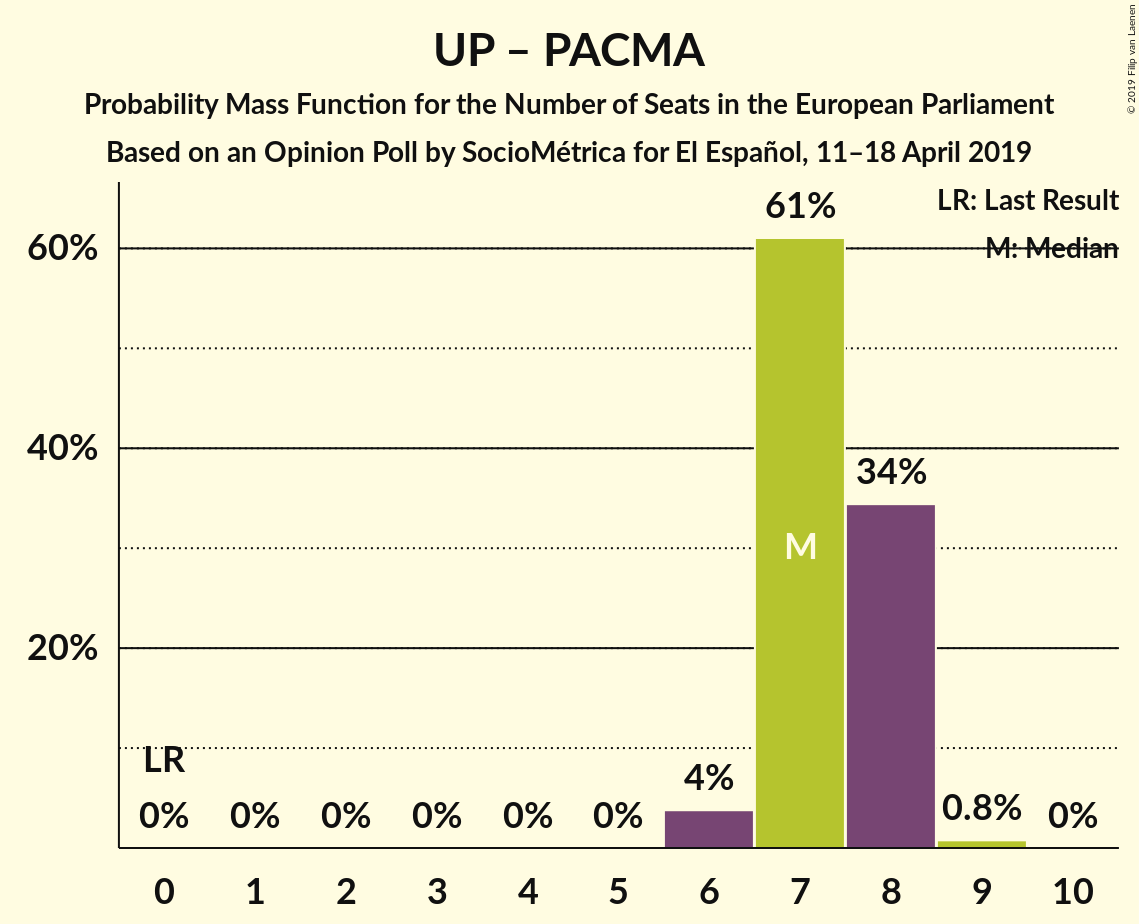 UP – PACMA
Probability Mass Function for the Number of Seats in the European Parliament
Based on an Opinion Poll by SocioMétrica for El Español, 11–18 April 2019
© 2019 Filip van Laenen
LR: Last Result
M: Median
61%
60%
40%
34%
M
20%
LR
4%
0% 0% 0% 0% 0% 0% 0.8% 0%
0 1 2 3 4 5 6 7 8 9 10